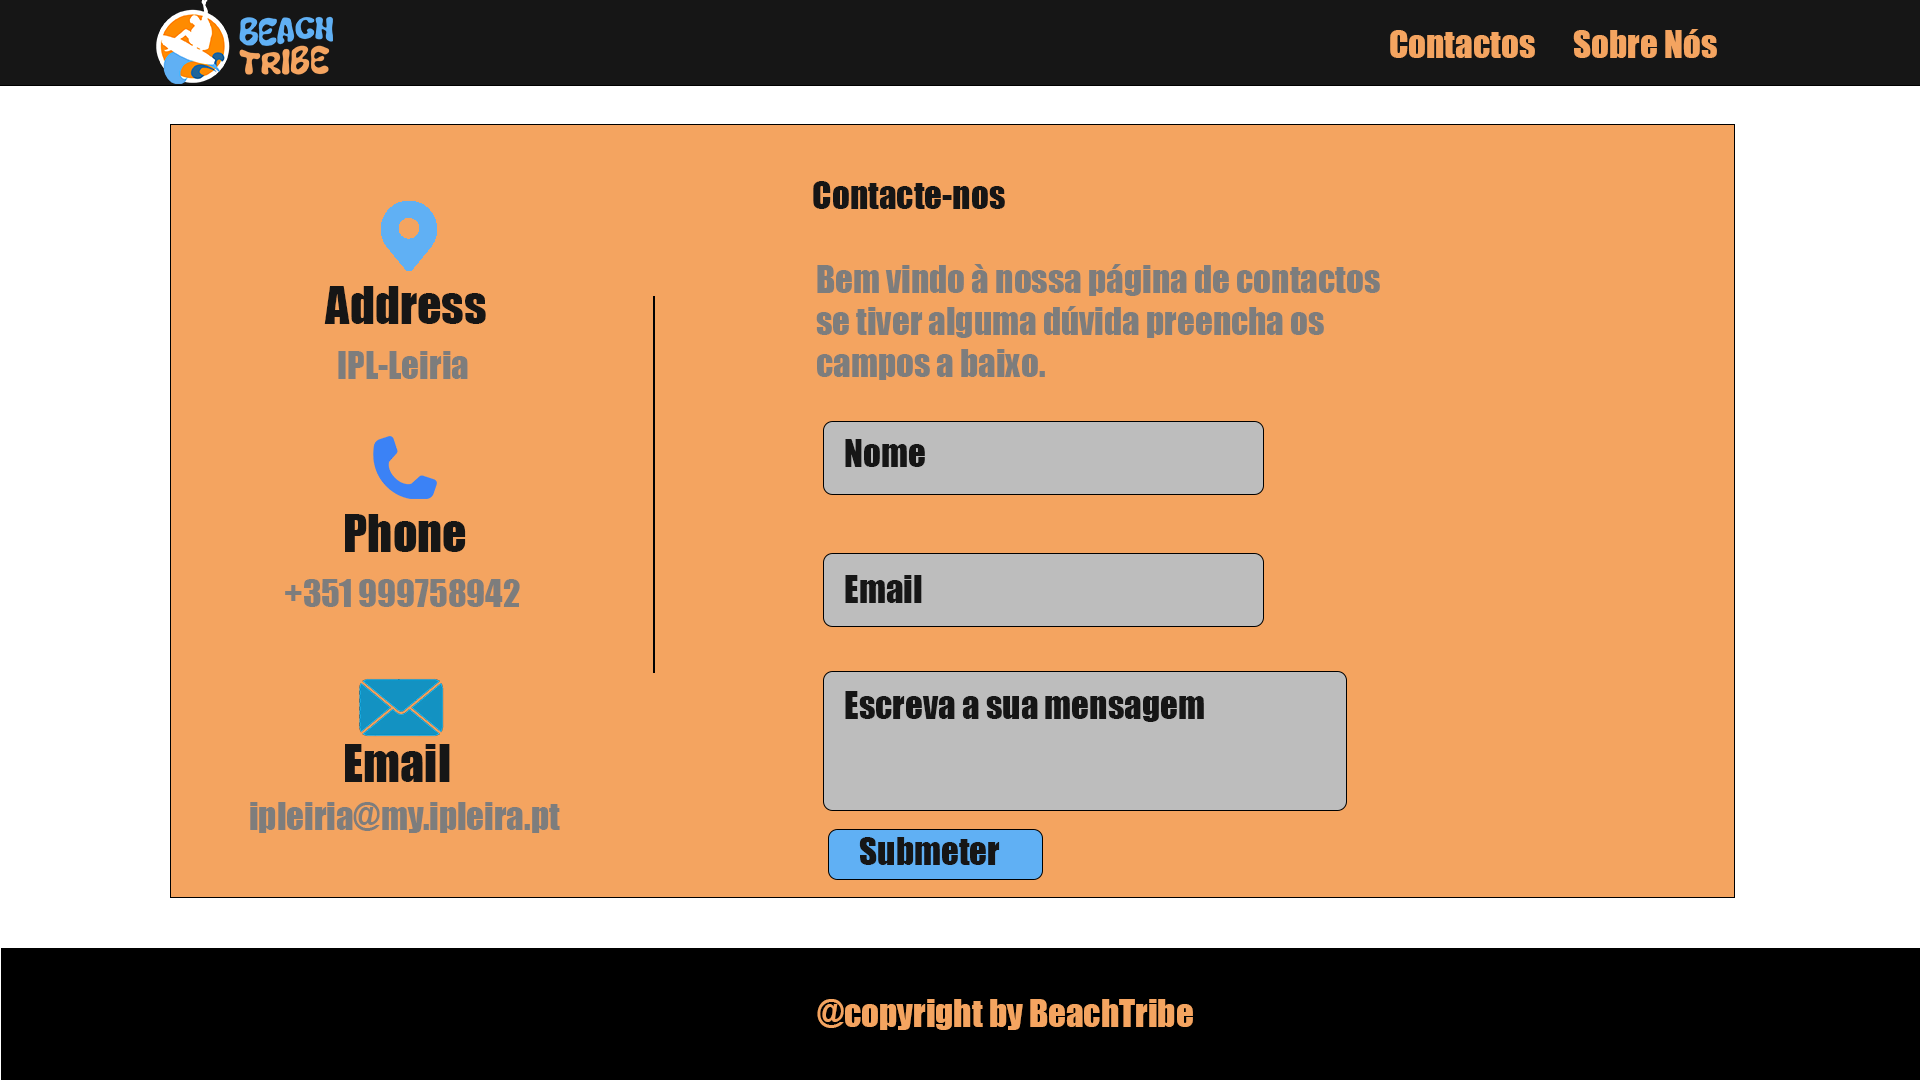 BEACH
TRIBE
Contactos
Sobre Nós
Address
IPL-Leiria
Phone
+351 999758942
Email
ipleiria@my.ipleira.pt
Contacte-nos
Bem vindo à nossa página de contactos
se tiver alguma dúvida preencha os
campos a baixo.
Nome
Email
Escreva a sua mensagem
Submeter
@copyright by BeachTribe